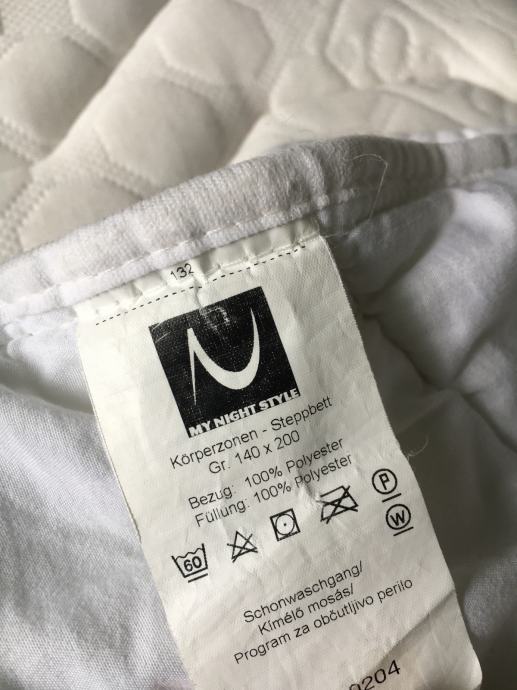 132
MY NIGHT STYLE
Körperzonen - Steppbett
Gr. 140 x 200
Bezug: 100% Polyester
Füllung: 100% Polyester
60
P
W
Schonwaschgang/
Kímélő mosás/
Program za občutljivo perilo
0204